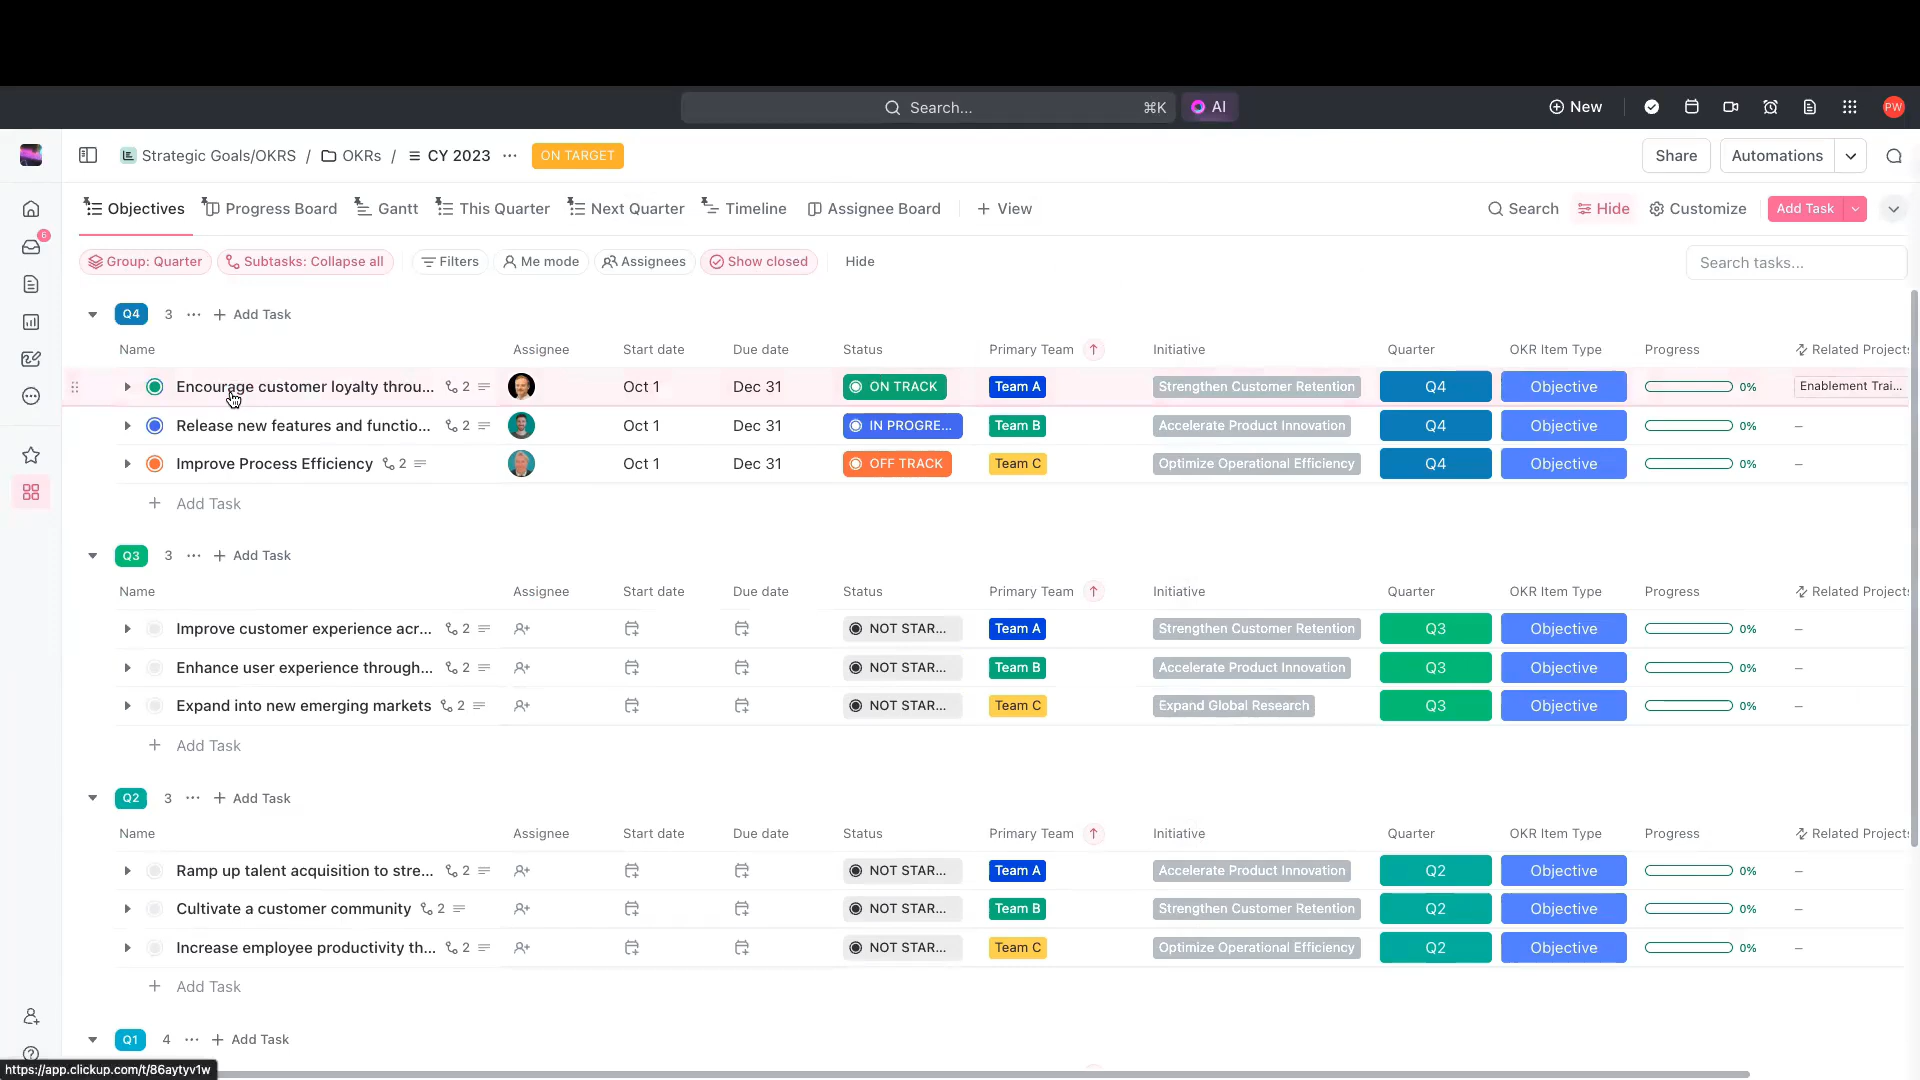 Search... ⌘K AI New PW
Strategic Goals/OKRS / OKRs / CY 2023 ... ON TARGET Share Automations
Objectives Progress Board Gantt This Quarter Next Quarter Timeline Assignee Board + View Search Hide Customize Add Task
6
Group: Quarter Subtasks: Collapse all Filters Me mode Assignees Show closed Hide Search tasks...
Q4 3 ... + Add Task
Name Assignee Start date Due date Status Primary Team Initiative Quarter OKR Item Type Progress Related Projects
Encourage customer loyalty throu... 2 Oct 1 Dec 31 ON TRACK Team A Strengthen Customer Retention Q4 Objective 0% Enablement Trai...
Release new features and functio... 2 Oct 1 Dec 31 IN PROGRE... Team B Accelerate Product Innovation Q4 Objective 0% –
Improve Process Efficiency 2 Oct 1 Dec 31 OFF TRACK Team C Optimize Operational Efficiency Q4 Objective 0% –
+ Add Task
Q3 3 ... + Add Task
Name Assignee Start date Due date Status Primary Team Initiative Quarter OKR Item Type Progress Related Projects
Improve customer experience acr... 2 NOT STAR... Team A Strengthen Customer Retention Q3 Objective 0% –
Enhance user experience through... 2 NOT STAR... Team B Accelerate Product Innovation Q3 Objective 0% –
Expand into new emerging markets 2 NOT STAR... Team C Expand Global Research Q3 Objective 0% –
+ Add Task
Q2 3 ... + Add Task
Name Assignee Start date Due date Status Primary Team Initiative Quarter OKR Item Type Progress Related Projects
Ramp up talent acquisition to stre... 2 NOT STAR... Team A Accelerate Product Innovation Q2 Objective 0% –
Cultivate a customer community 2 NOT STAR... Team B Strengthen Customer Retention Q2 Objective 0% –
Increase employee productivity th... 2 NOT STAR... Team C Optimize Operational Efficiency Q2 Objective 0% –
+ Add Task
Q1 4 ... + Add Task
https://app.clickup.com/t/86aytyv1w